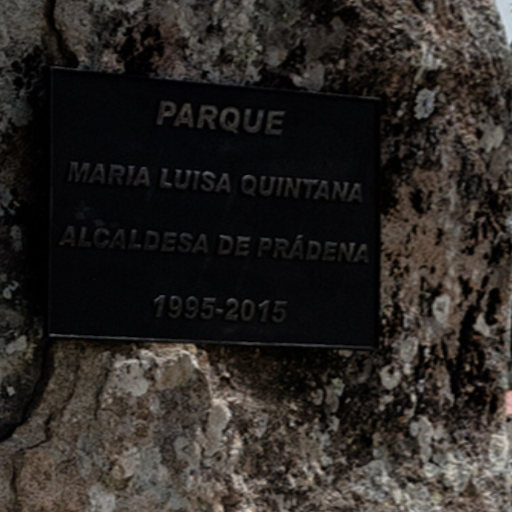 PARQUE
MARIA LUISA QUINTANA
ALCALDESA DE PRÁDENA
1995-2015